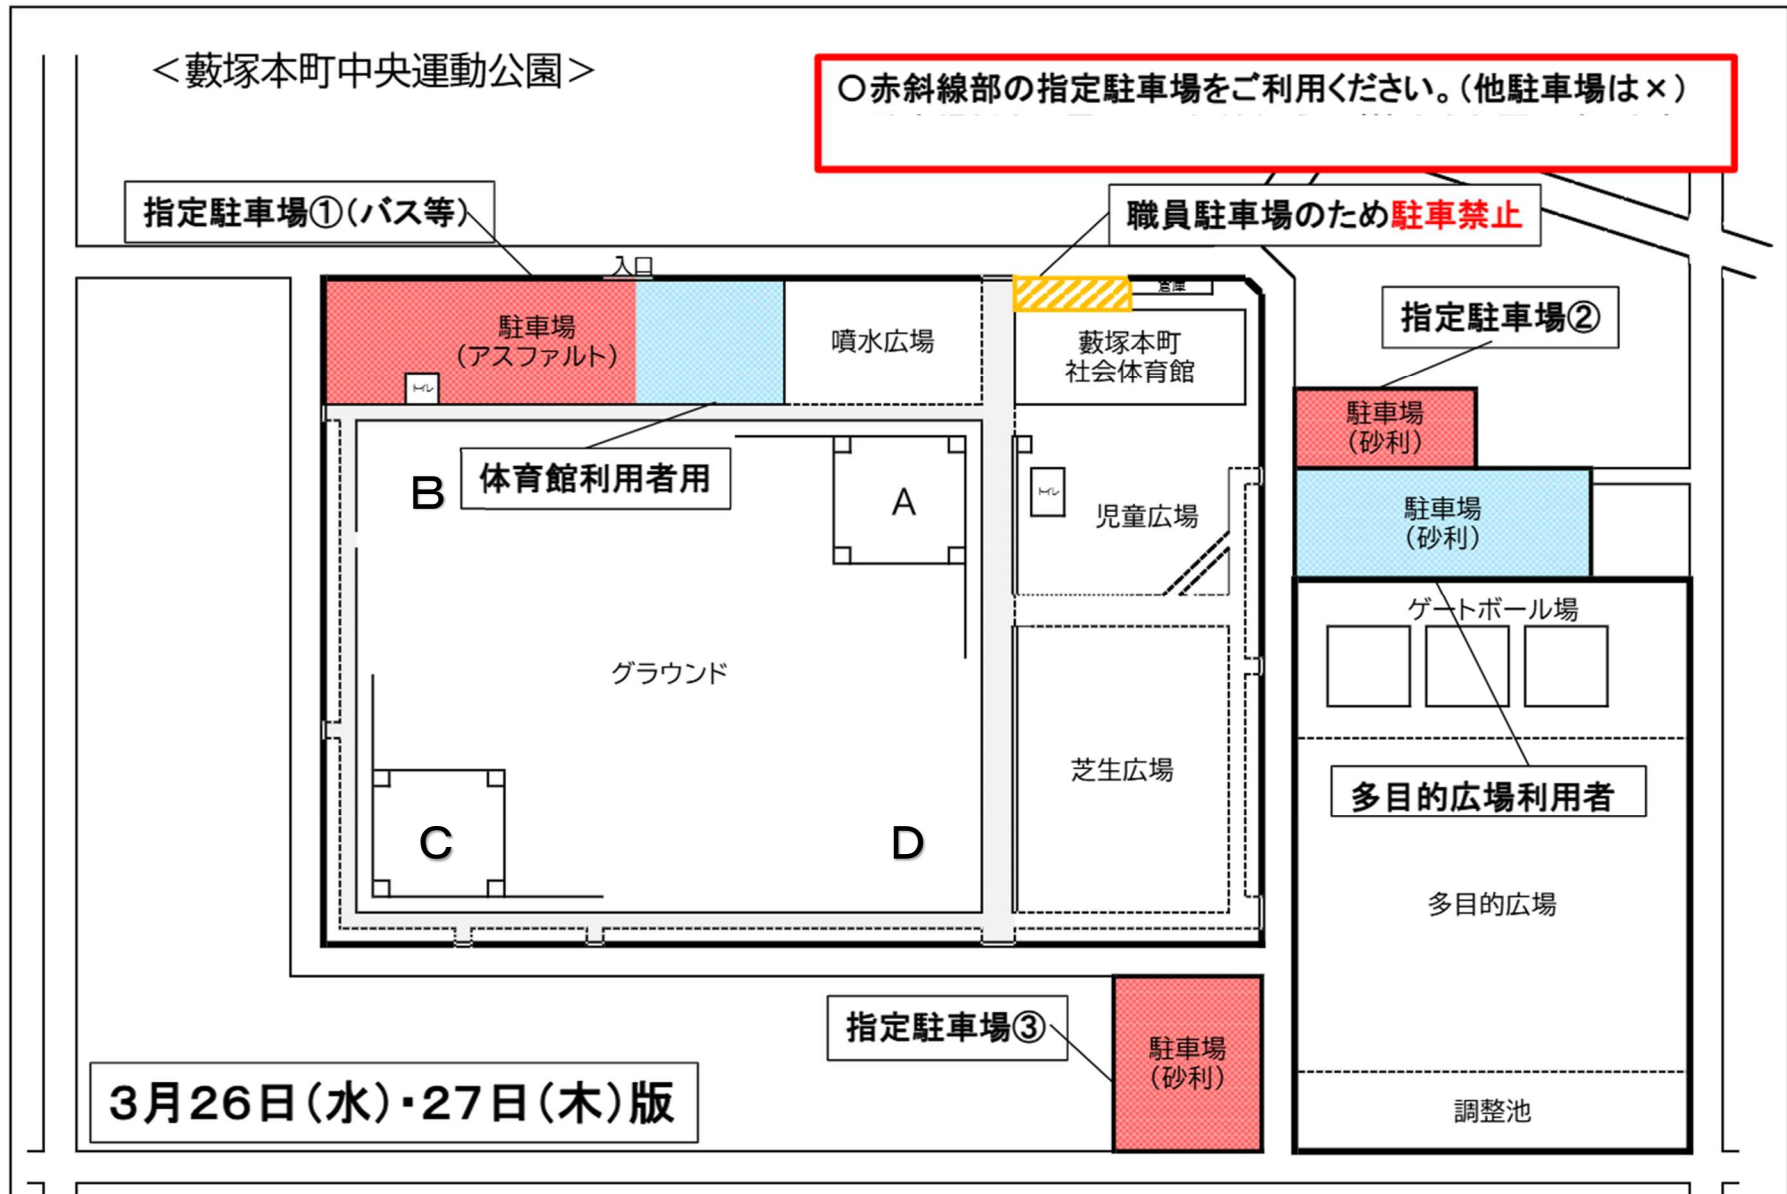 ＜藪塚本町中央運動公園＞
〇赤斜線部の指定駐車場をご利用ください。（他駐車場は×）
指定駐車場①（バス等）
職員駐車場のため駐車禁止
入口
倉庫
指定駐車場②
駐車場
（アスファルト）
噴水広場
藪塚本町
社会体育館
トイレ
駐車場
（砂利）
体育館利用者用
B
A
トイレ
児童広場
駐車場
（砂利）
ゲートボール場
グラウンド
芝生広場
多目的広場利用者
C
D
多目的広場
指定駐車場③
駐車場
（砂利）
3月26日（水）・27日（木）版
調整池